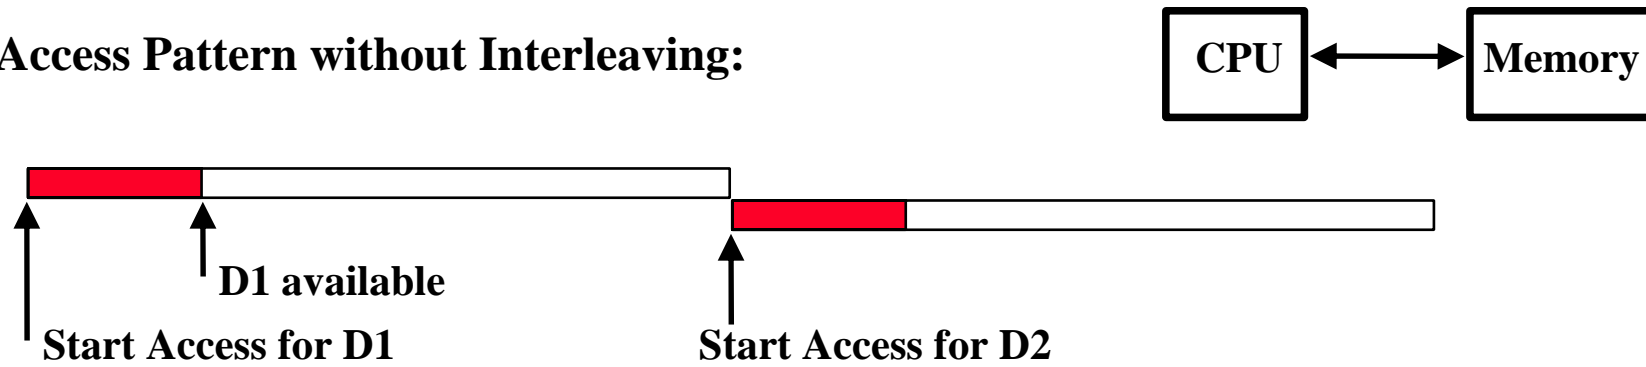 Access Pattern without Interleaving:
CPU
Memory
D1 available
Start Access for D1
Start Access for D2